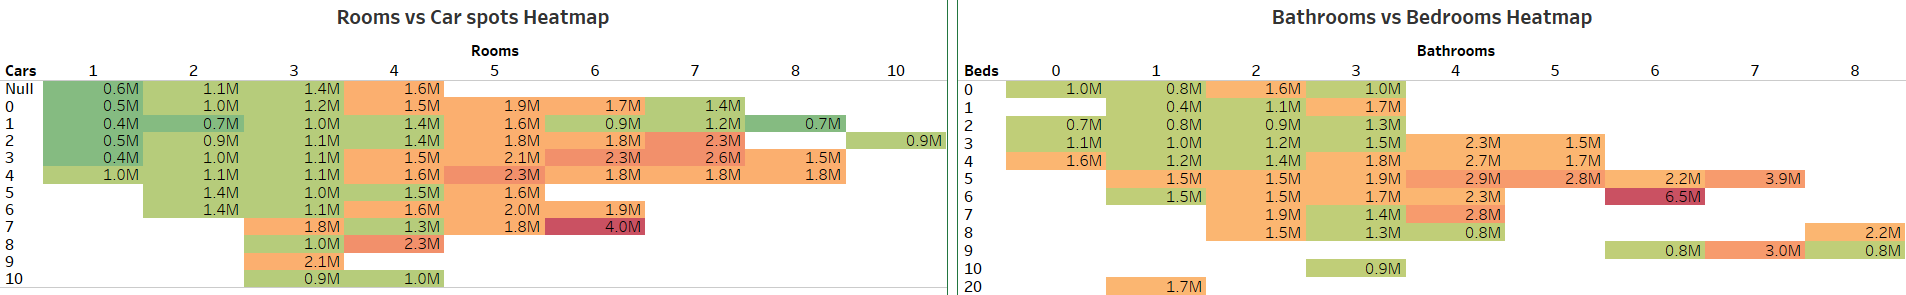 Rooms vs Car spots Heatmap
Rooms
Cars 1 2 3 4 5 6 7 8 10
Null 0.6M 1.1M 1.4M 1.6M
0 0.5M 1.0M 1.2M 1.5M 1.9M 1.7M 1.4M
1 0.4M 0.7M 1.0M 1.4M 1.6M 0.9M 1.2M 0.7M
2 0.5M 0.9M 1.1M 1.4M 1.8M 1.8M 2.3M 0.9M
3 0.4M 1.0M 1.1M 1.5M 2.1M 2.3M 2.6M 1.5M
4 1.0M 1.1M 1.1M 1.6M 2.3M 1.8M 1.8M 1.8M
5 1.4M 1.0M 1.5M 1.6M
6 1.4M 1.1M 1.6M 2.0M 1.9M
7 1.8M 1.3M 1.8M 4.0M
8 1.0M 2.3M
9 2.1M
10 0.9M 1.0M
Bathrooms vs Bedrooms Heatmap
Bathrooms
Beds 0 1 2 3 4 5 6 7 8
0 1.0M 0.8M 1.6M 1.0M
1 0.4M 1.1M 1.7M
2 0.7M 0.8M 0.9M 1.3M
3 1.1M 1.0M 1.2M 1.5M 2.3M 1.5M
4 1.6M 1.2M 1.4M 1.8M 2.7M 1.7M
5 1.5M 1.5M 1.9M 2.9M 2.8M 2.2M 3.9M
6 1.5M 1.5M 1.7M 2.3M 6.5M
7 1.9M 1.4M 2.8M
8 1.5M 1.3M 0.8M 2.2M
9 0.8M 3.0M 0.8M
10 0.9M
20 1.7M